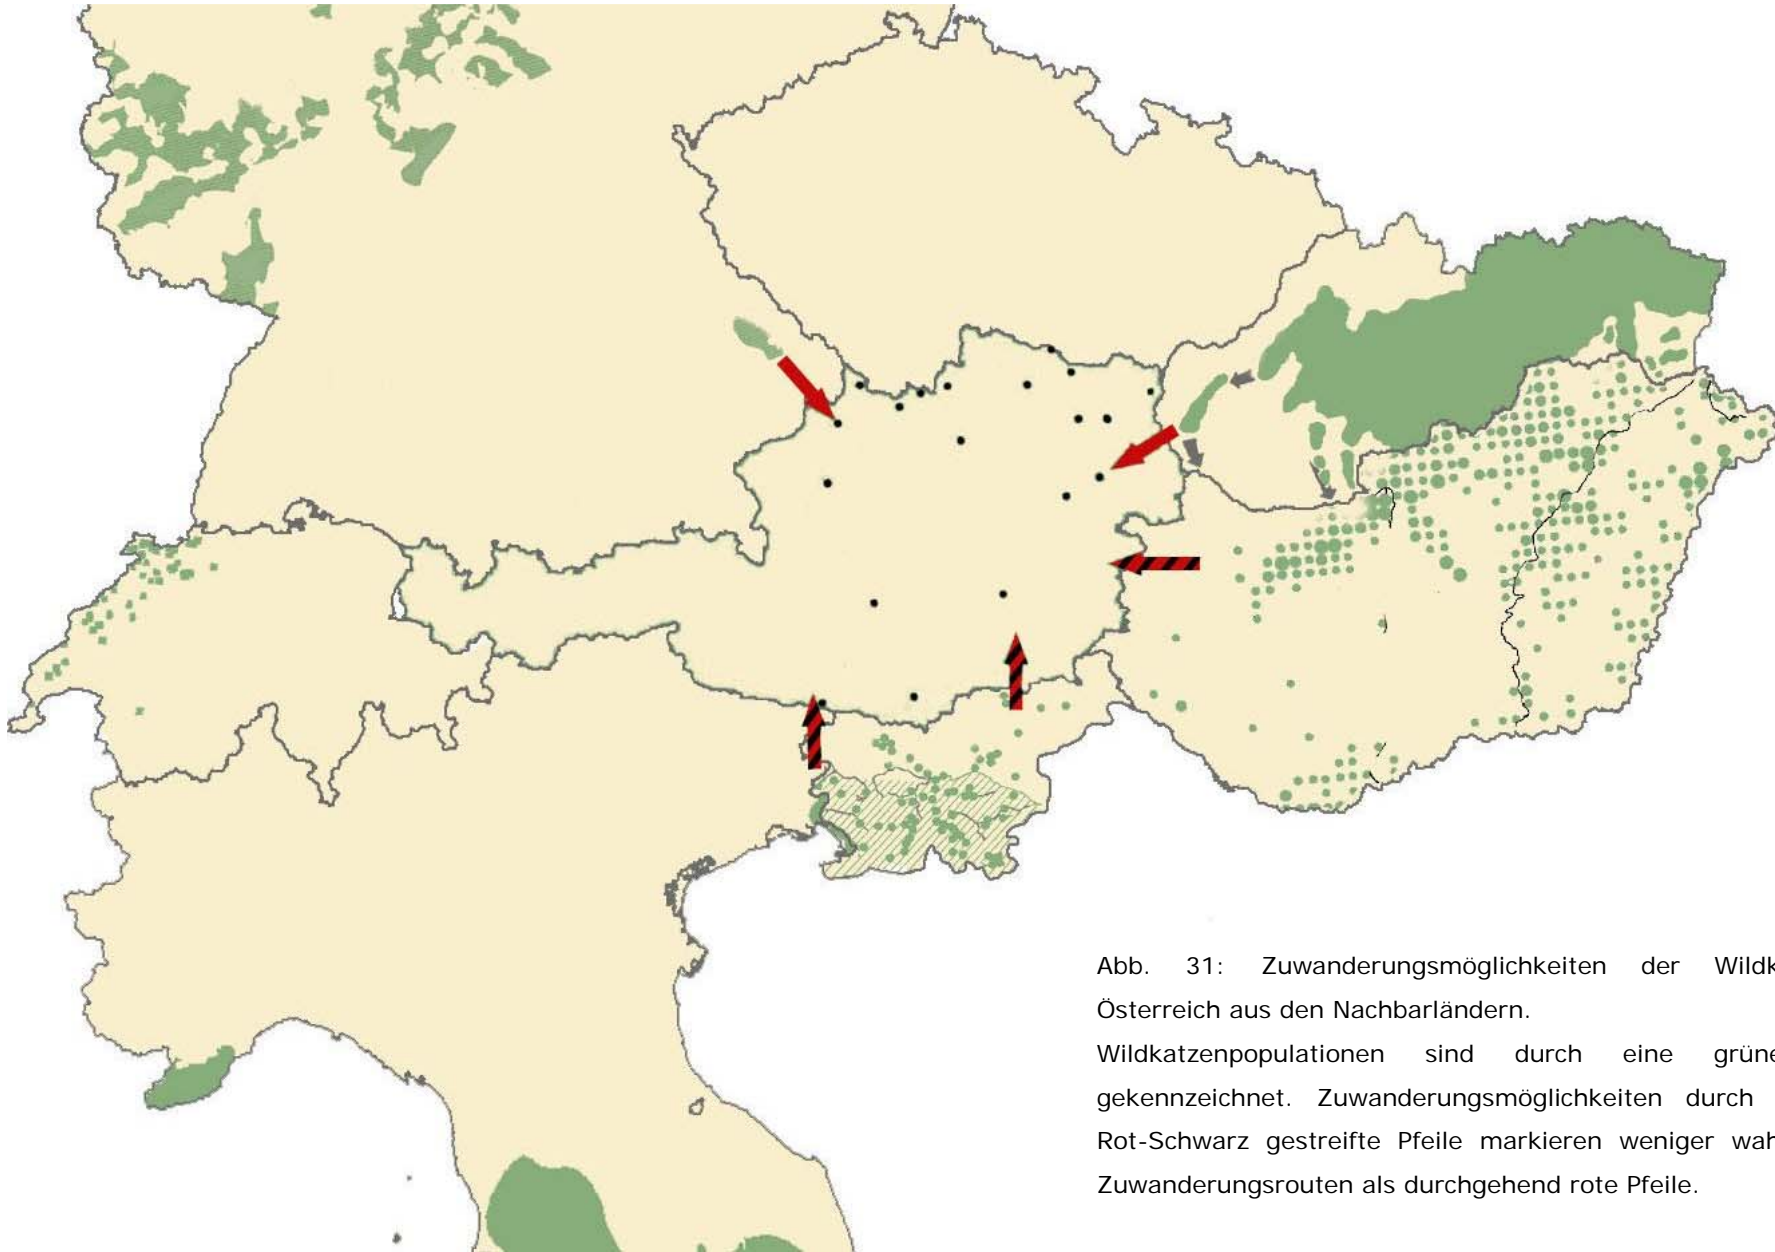 Abb. 31: Zuwanderungsmöglichkeiten der
Österreich aus den Nachbarländern.
Wildkatzenpopulationen sind durch eine
gekennzeichnet. Zuwanderungsmöglichkeiten durch
Rot-Schwarz gestreifte Pfeile markieren weniger
Zuwanderungsrouten als durchgehend rote Pfeile.